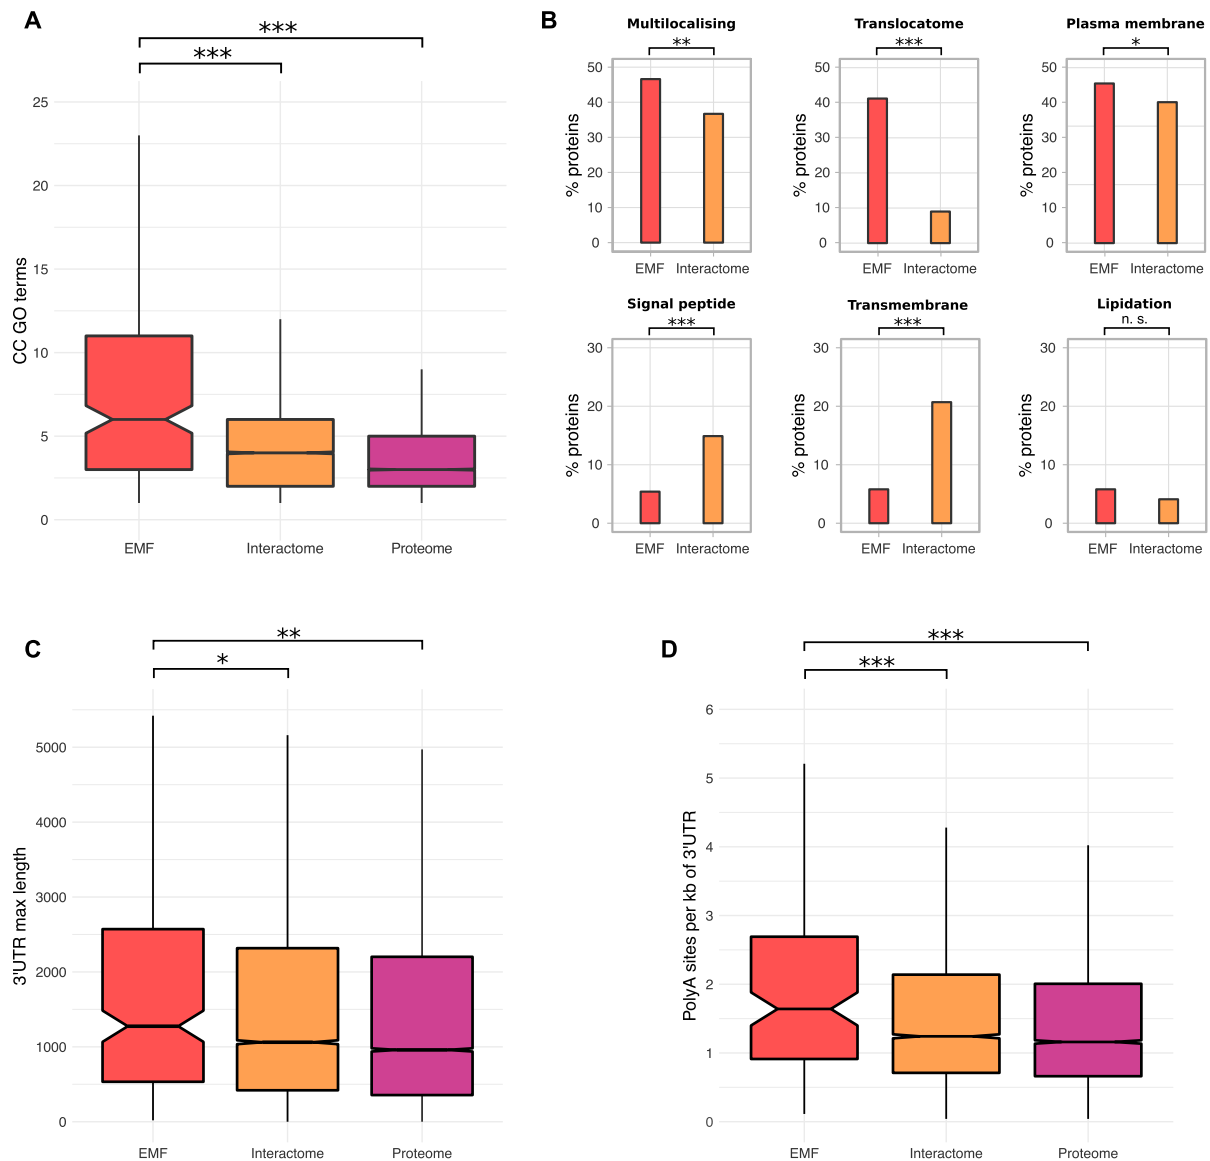 A
***
***
CC GO terms
25
20
15
10
5
0
EMF Interactome Proteome
B
Multilocalising
**
% proteins
50
40
30
20
10
0
EMF Interactome
Translocatome
***
% proteins
50
40
30
20
10
0
EMF Interactome
Plasma membrane
*
% proteins
50
40
30
20
10
0
EMF Interactome
Signal peptide
***
% proteins
30
20
10
0
EMF Interactome
Transmembrane
***
% proteins
30
20
10
0
EMF Interactome
Lipidation
n. s.
% proteins
30
20
10
0
EMF Interactome
C
**
*
3'UTR max length
5000
4000
3000
2000
1000
0
EMF Interactome Proteome
D
***
***
PolyA sites per kb of 3'UTR
6
5
4
3
2
1
0
EMF Interactome Proteome